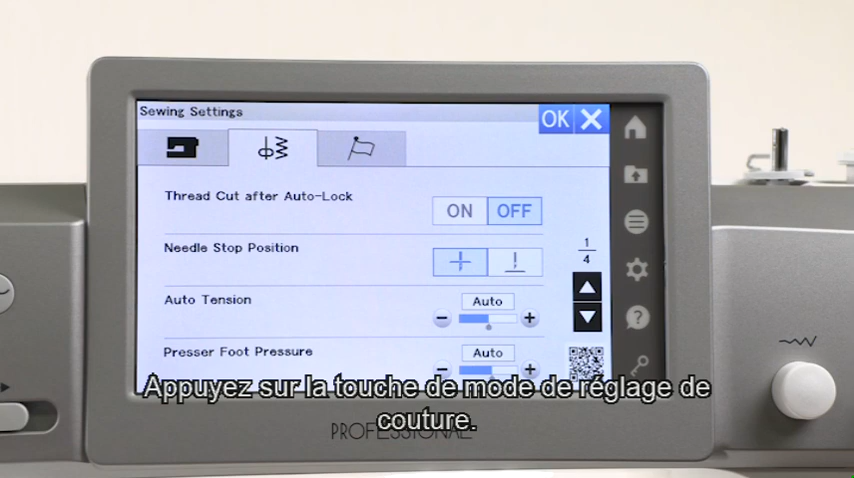 Sewing Settings
OK
Thread Cut after Auto-Lock
ON OFF
Needle Stop Position
1
4
Auto Tension
Auto
Presser Foot Pressure
Auto
Appuyez sur la touche de mode de réglage de
couture.
PROFESSIONAL